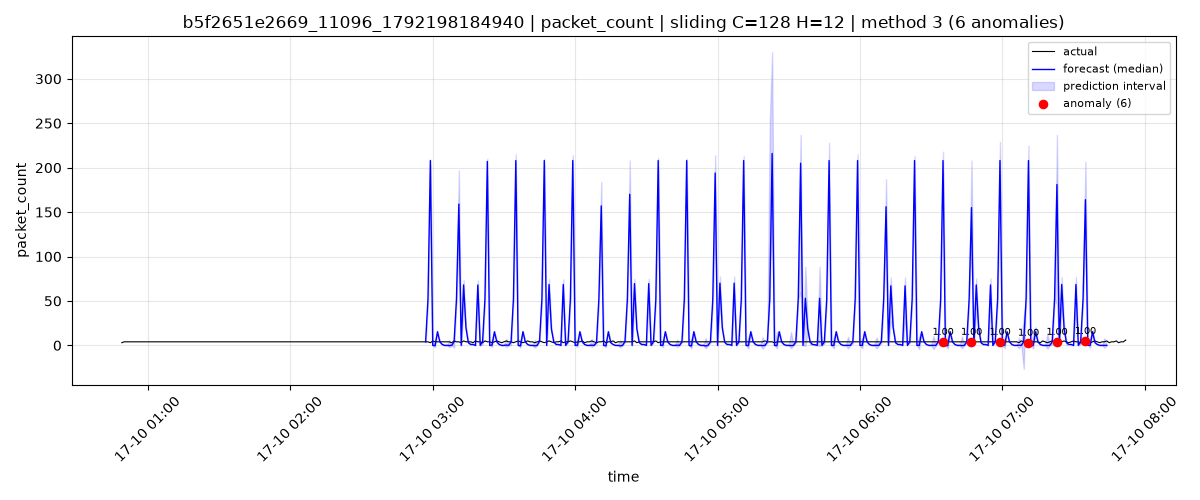 b5f2651e2669_11096_1792198184940 | packet_count | sliding C=128 H=12 | method 3 (6 anomalies)
actual
forecast (median)
prediction interval
anomaly (6)
packet_count
300
250
200
150
100
50
0
1.00 1.00 1.00 1.00 1.00 1.00
17-10 01:00 17-10 02:00 17-10 03:00 17-10 04:00 17-10 05:00 17-10 06:00 17-10 07:00 17-10 08:00
time